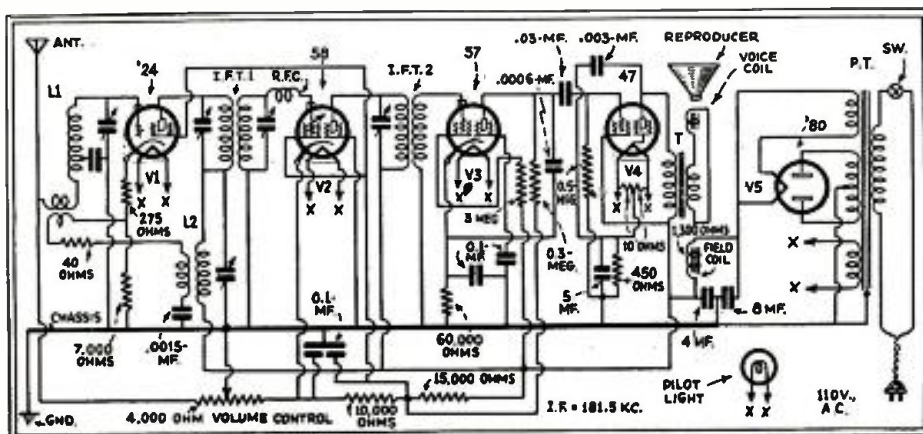 ANT.
'24
58
57
.03-MF.
.003-MF.
REPRODUCER
SW.
L1
I.F.T.1
R.F.C.
I.F.T.2
.0006-MF.
47
VOICE COIL
P.T.
'80
V1
V2
V3
V4
T
V5
X X
X X
X X
X X
L2
275 OHMS
3 MEG.
0.5-MEG.
10 OHMS
1,300 OHMS
X
40 OHMS
0.1-MF.
0.3-MEG.
450 OHMS
FIELD COIL
X
CHASSIS
0.1-MF.
5 MF.
8 MF.
7,000 OHMS
.0015-MF.
60,000 OHMS
4 MF.
15,000 OHMS
PILOT LIGHT
110V., A.C.
GND.
4,000 OHM VOLUME CONTROL
10,000 OHMS
I.F. = 181.5 KC.
X X